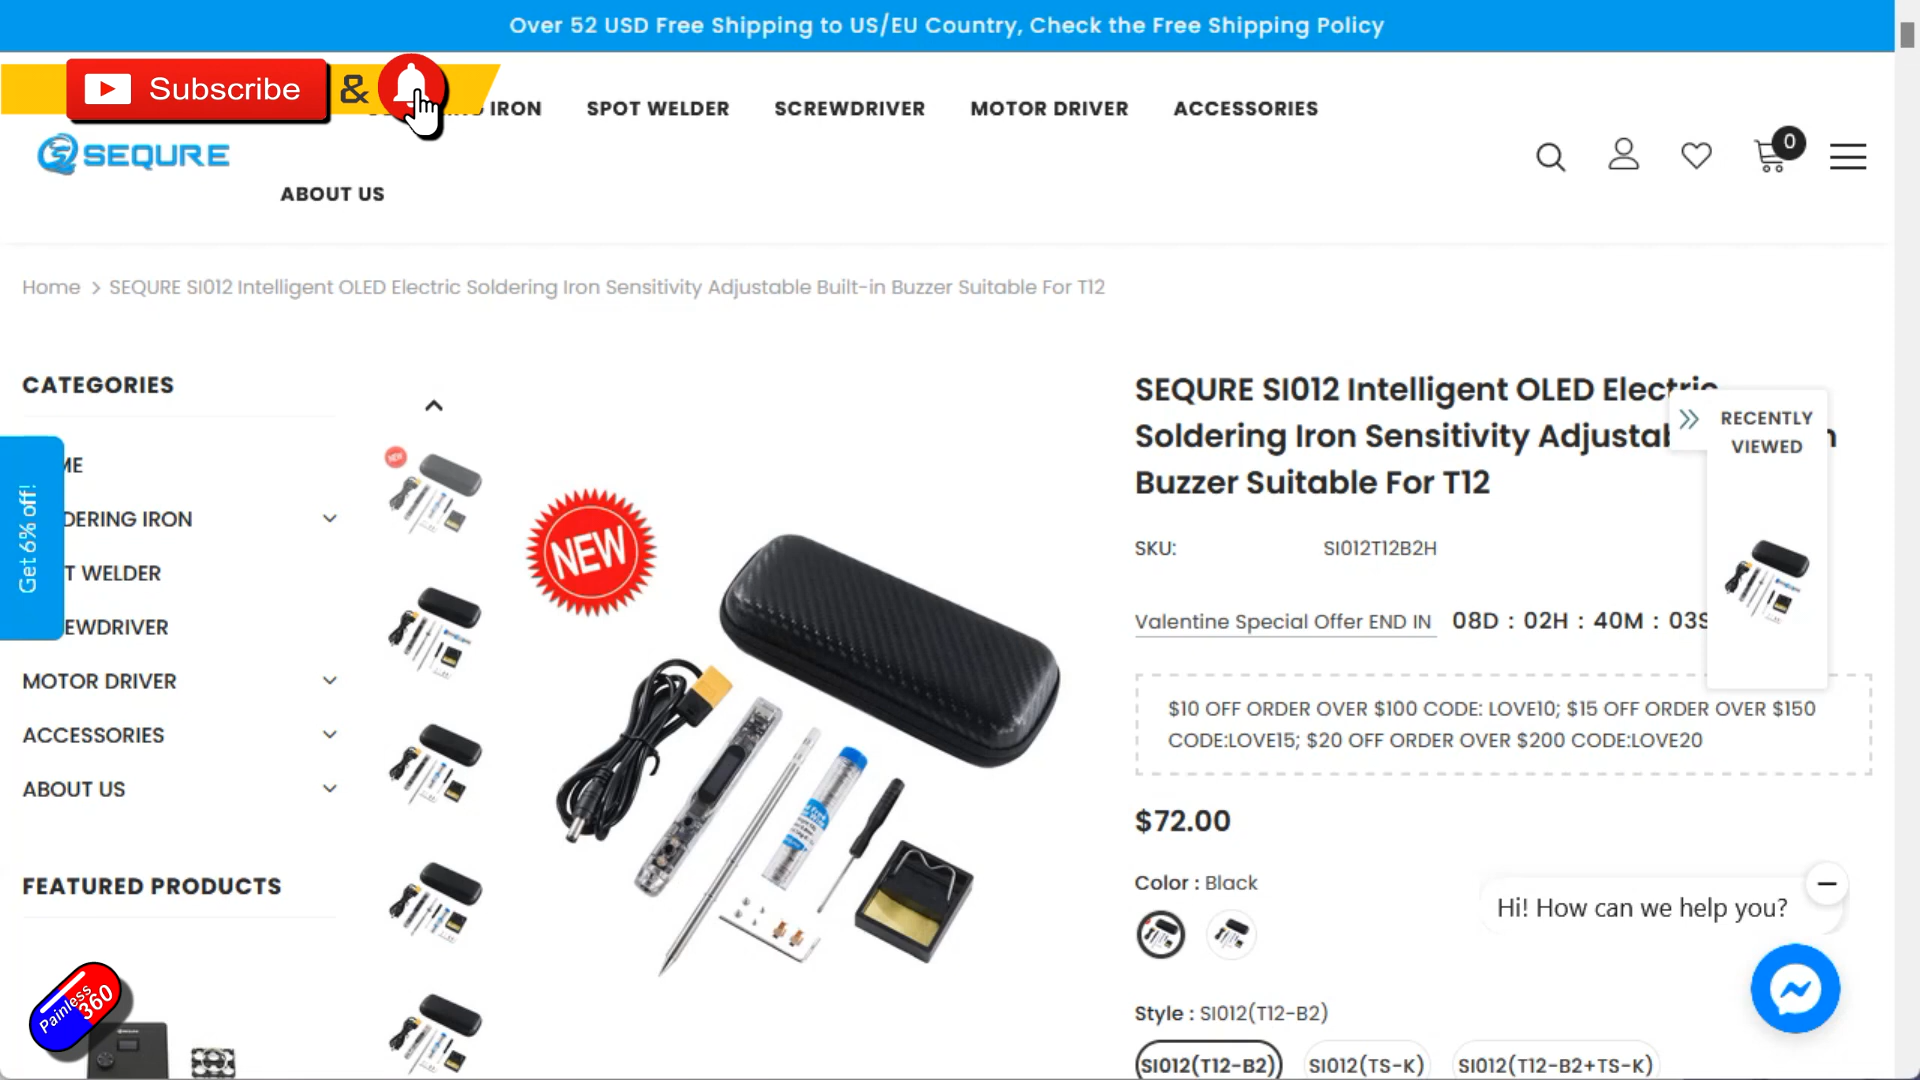 Over 52 USD Free Shipping to US/EU Country, Check the Free Shipping Policy
Subscribe &
IRON SPOT WELDER SCREWDRIVER MOTOR DRIVER ACCESSORIES
SEQURE
0
ABOUT US
Home > SEQURE SI012 Intelligent OLED Electric Soldering Iron Sensitivity Adjustable Built-in Buzzer Suitable For T12
CATEGORIES
ME
DERING IRON
T WELDER
EWDRIVER
MOTOR DRIVER
ACCESSORIES
ABOUT US
Get 6% off!
FEATURED PRODUCTS
Painless
360
NEW
SEQURE SI012 Intelligent OLED Electric
Soldering Iron Sensitivity Adjustab n
Buzzer Suitable For T12
RECENTLY
VIEWED
SKU: SI012T12B2H
Valentine Special Offer END IN 08D : 02H : 40M : 03S
$10 OFF ORDER OVER $100 CODE: LOVE10; $15 OFF ORDER OVER $150
CODE:LOVE15; $20 OFF ORDER OVER $200 CODE:LOVE20
$72.00
Color : Black
Hi! How can we help you?
Style : SI012(T12-B2)
SI012(T12-B2) SI012(TS-K) SI012(T12-B2+TS-K)